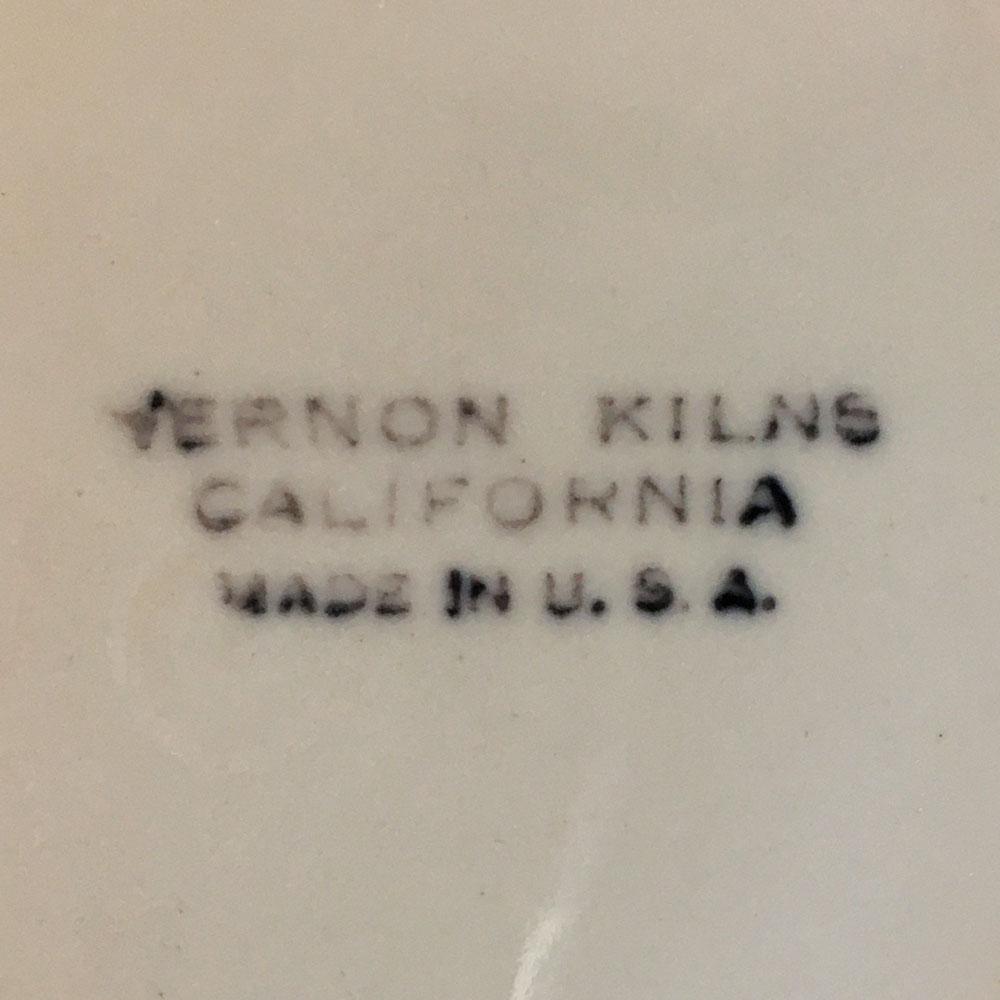 VERNON KILNS
CALIFORNIA
MADE IN U. S. A.